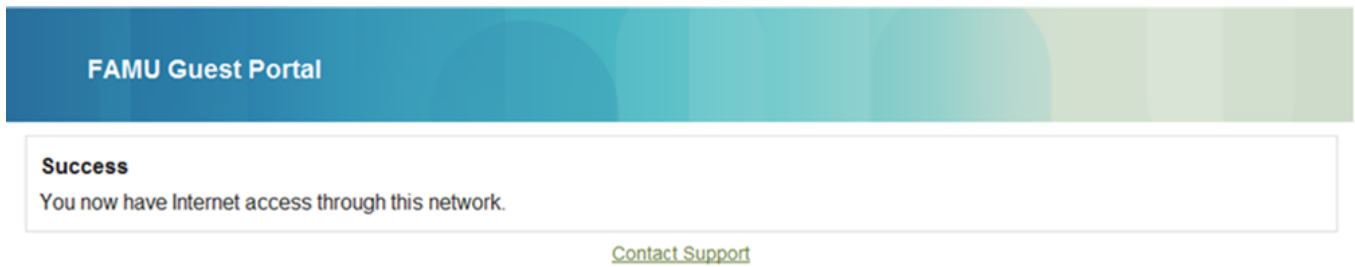 FAMU Guest Portal
Success
You now have Internet access through this network.
Contact Support